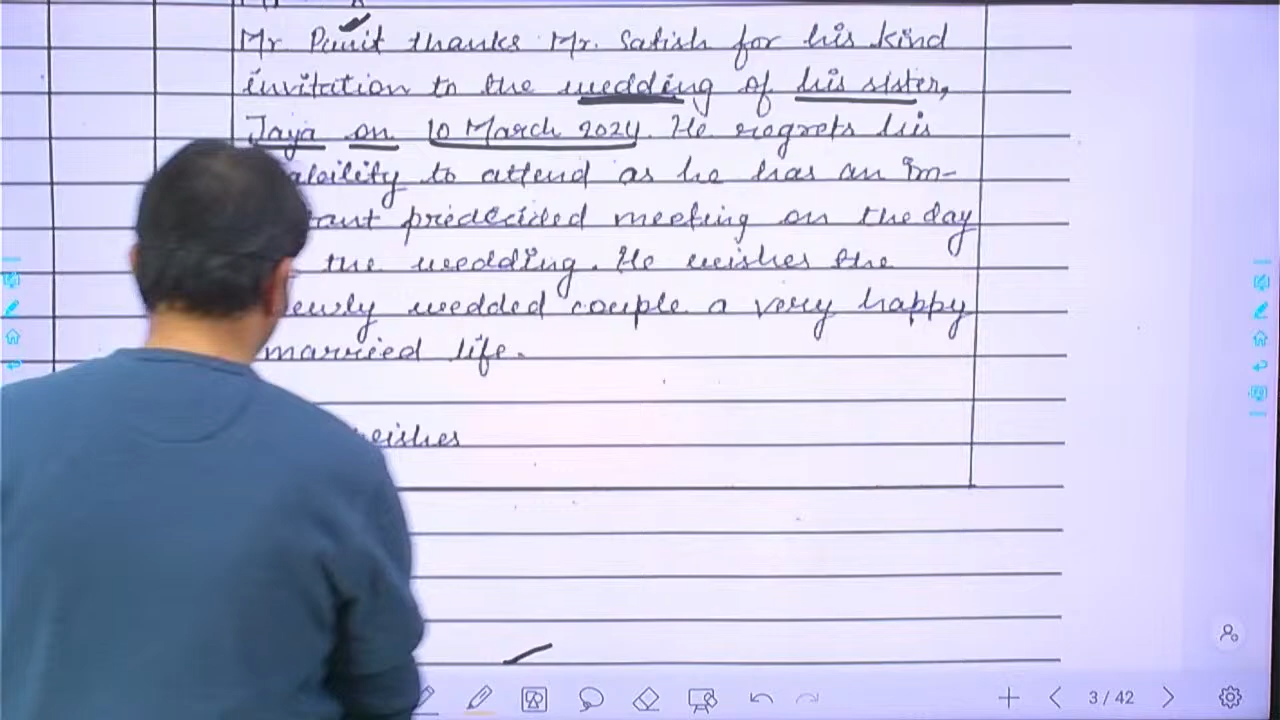 Mr Punit thanks Mr. Satish for his kind
invitation to the wedding of his sister,
Jaya on 10 March 2024. He regrets his
to attend as he has an im-
predecided meeting on the day
the wedding. He wishes the
wedded couple a very happy
married life.
wishes
3 / 42